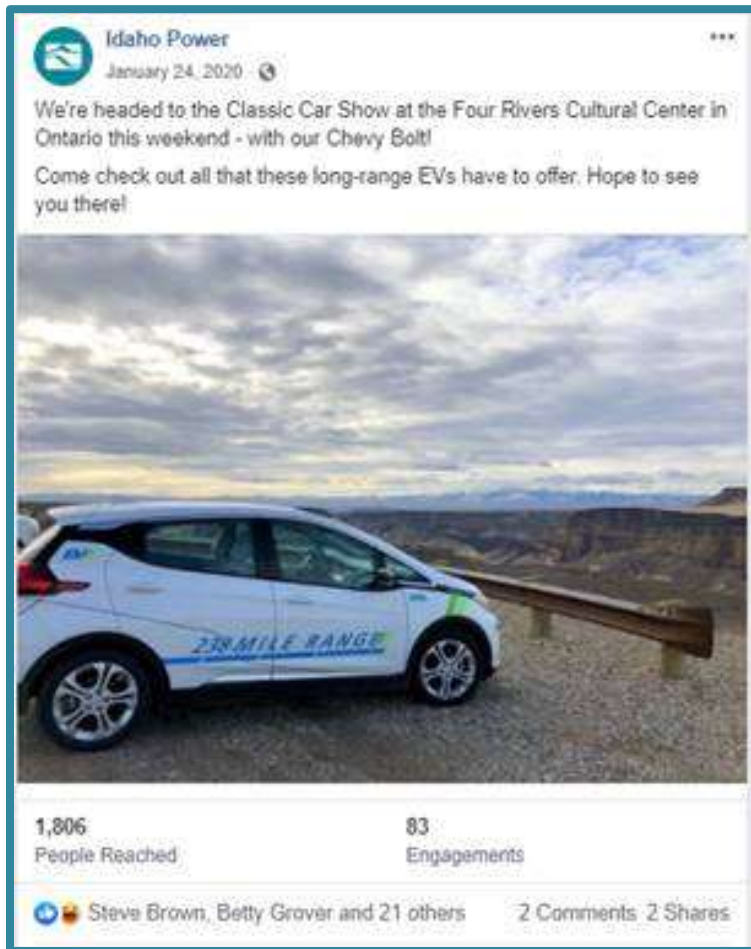 Idaho Power
January 24, 2020
We're headed to the Classic Car Show at the Four Rivers Cultural Center in
Ontario this weekend - with our Chevy Bolt!
Come check out all that these long-range EVs have to offer. Hope to see
you there!
EV
238 MILE RANGE
1,806
83
People Reached
Engagements
Steve Brown, Betty Grover and 21 others 2 Comments 2 Shares